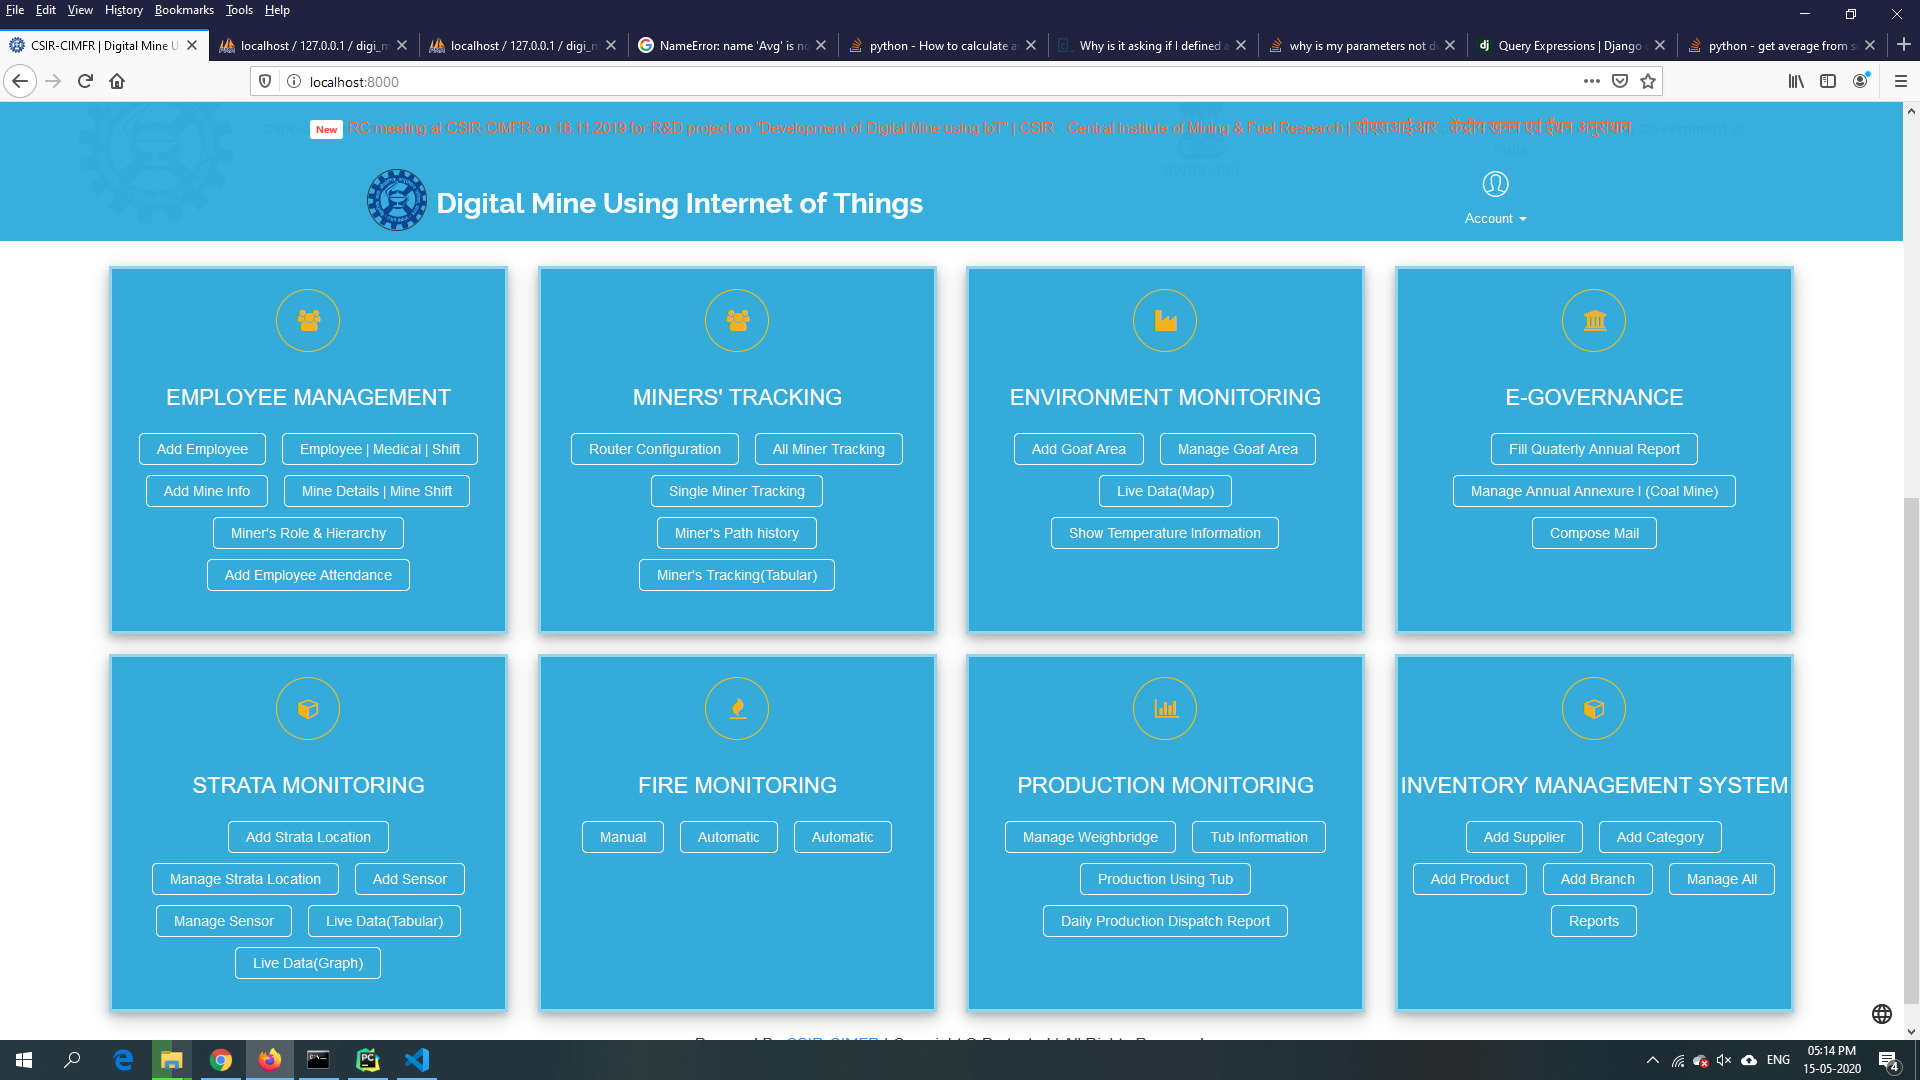 File Edit View History Bookmarks Tools Help
CSIR-CIMFR | Digital Mine U
localhost / 127.0.0.1 / digi_m
localhost / 127.0.0.1 / digi_m
NameError: name 'Avg' is no
python - How to calculate a
Why is it asking if I defined a
why is my parameters not d
Query Expressions | Django
python - get average from s
localhost:8000
New RC meeting at CSIR CIMFR on 16.11.2019 for R&D project on "Development of Digital Mine using IoT" | CSIR - Central Institute of Mining & Fuel Research | सीएसआईआर - केंद्रीय खनन एवं ईंधन अनुसंधान
Digital Mine Using Internet of Things
Account
EMPLOYEE MANAGEMENT
Add Employee
Employee | Medical | Shift
Add Mine Info
Mine Details | Mine Shift
Miner's Role & Hierarchy
Add Employee Attendance
MINERS' TRACKING
Router Configuration
All Miner Tracking
Single Miner Tracking
Miner's Path history
Miner's Tracking(Tabular)
ENVIRONMENT MONITORING
Add Goaf Area
Manage Goaf Area
Live Data(Map)
Show Temperature Information
E-GOVERNANCE
Fill Quaterly Annual Report
Manage Annual Annexure I (Coal Mine)
Compose Mail
STRATA MONITORING
Add Strata Location
Manage Strata Location
Add Sensor
Manage Sensor
Live Data(Tabular)
Live Data(Graph)
FIRE MONITORING
Manual
Automatic
Automatic
PRODUCTION MONITORING
Manage Weighbridge
Tub Information
Production Using Tub
Daily Production Dispatch Report
INVENTORY MANAGEMENT SYSTEM
Add Supplier
Add Category
Add Product
Add Branch
Manage All
Reports
ENG
05:14 PM
15-05-2020
4